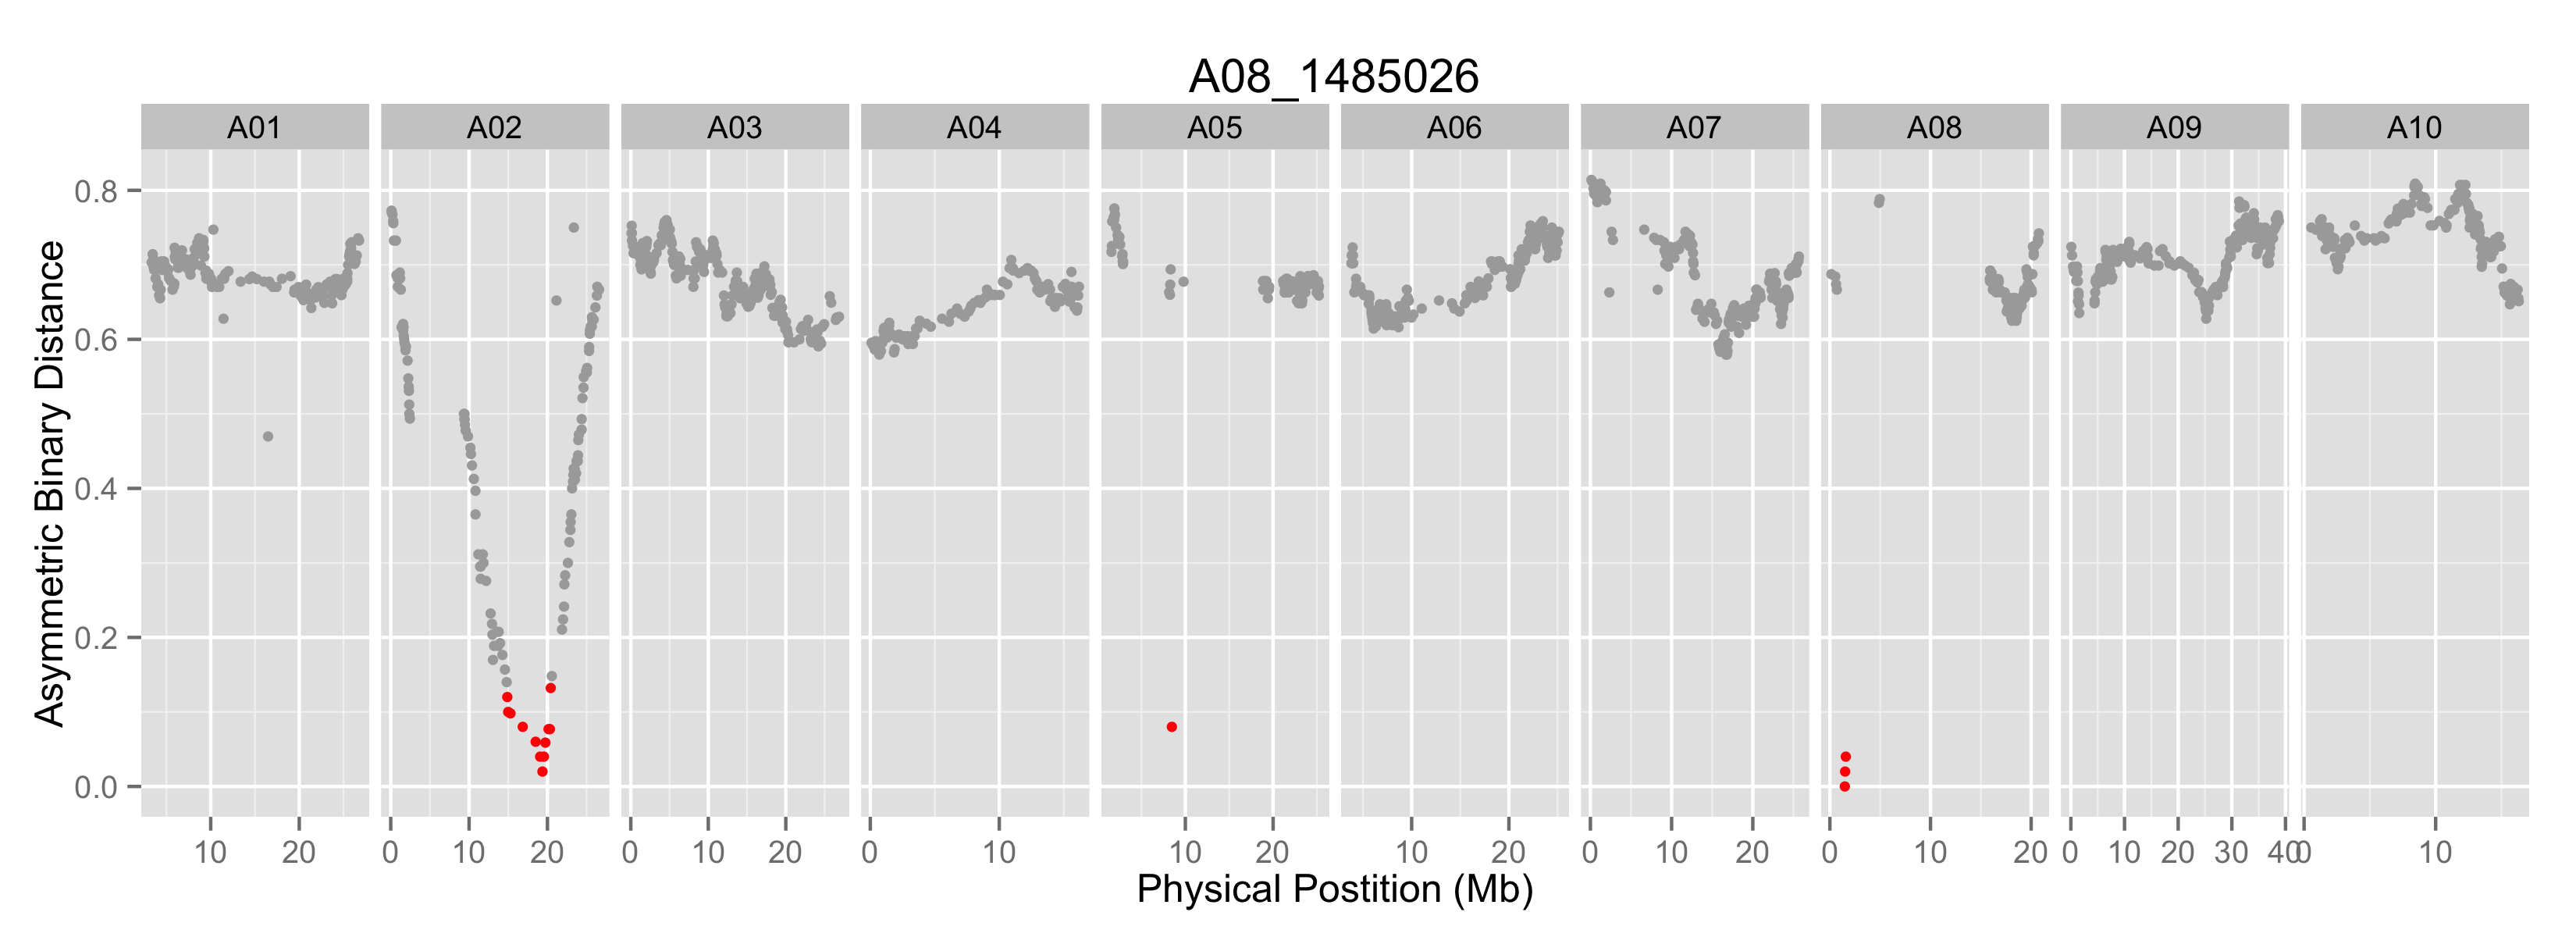 A08_1485026
A01 A02 A03 A04 A05 A06 A07 A08 A09 A10
Asymmetric Binary Distance
0.8
0.6
0.4
0.2
0.0
10 20 0 10 20 0 10 20 0 10 10 20 10 20 0 10 20 0 10 20 0 10 20 30 40 0 10
Physical Postition (Mb)